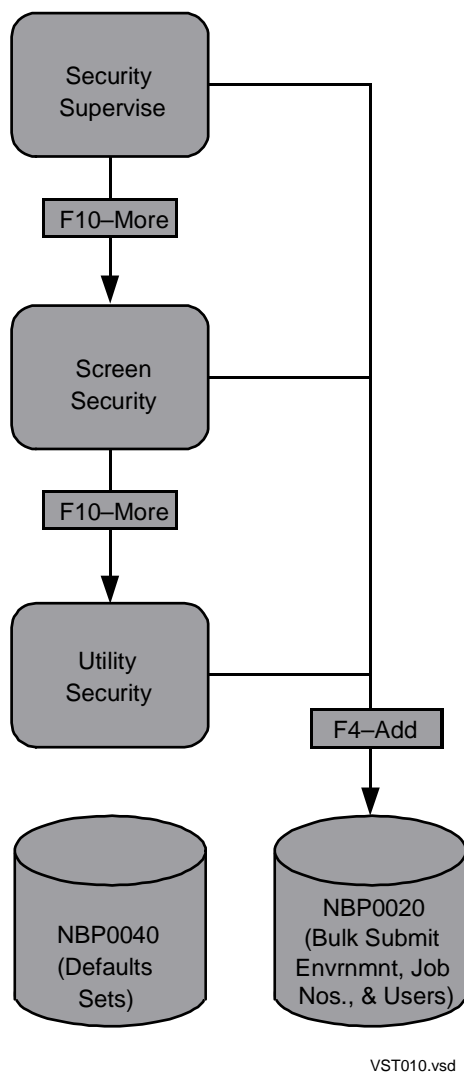 Security
Supervise
F10–More
Screen
Security
F10–More
Utility
Security
F4–Add
NBP0040
(Defaults
Sets)
NBP0020
(Bulk Submit
Envrnmnt, Job
Nos., & Users)
VST010.vsd